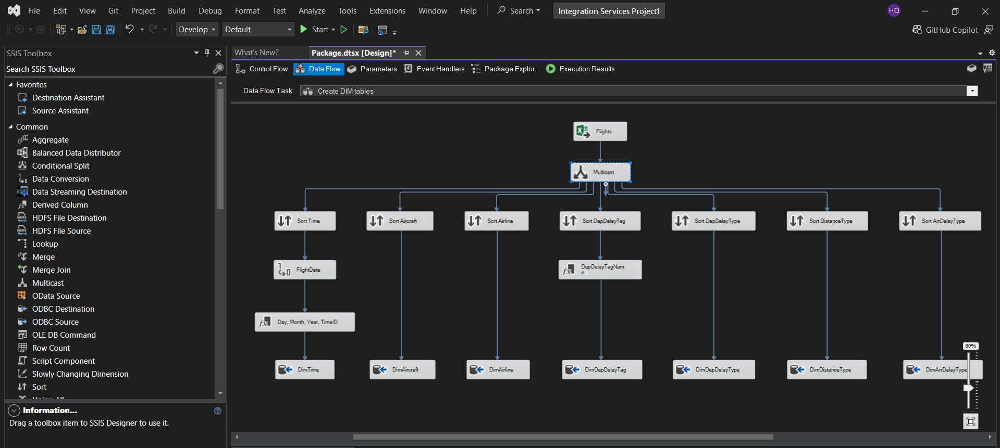 File Edit View Git Project Build Debug Format Test Analyze Tools Extensions Window Help Search Integration Services Project1 HQ
Develop Default Start GitHub Copilot
SSIS Toolbox
Search SSIS Toolbox
Favorites
Destination Assistant
Source Assistant
Common
Aggregate
Balanced Data Distributor
Conditional Split
Data Conversion
Data Streaming Destination
Derived Column
HDFS File Destination
HDFS File Source
Lookup
Merge
Merge Join
Multicast
OData Source
ODBC Destination
ODBC Source
OLE DB Command
Row Count
Script Component
Slowly Changing Dimension
Sort
Union All
Information...
Drag a toolbox item to SSIS Designer to use it.
What's New? Package.dtsx [Design]*
Control Flow Data Flow Parameters Event Handlers Package Explor... Execution Results
Data Flow Task: Create DIM tables
Flights
Multicast
Sort Time Sort Aircraft Sort Airline Sort DepDelayTag Sort DepDelayType Sort DistanceType Sort ArrDelayType
FlightDate DepDelayTagNam
e
Day, Month, Year, TimeID
80%
DimTime DimAircraft DimAirline DimDepDelayTag DimDepDelayType DimDistanceType DimArrDelayType